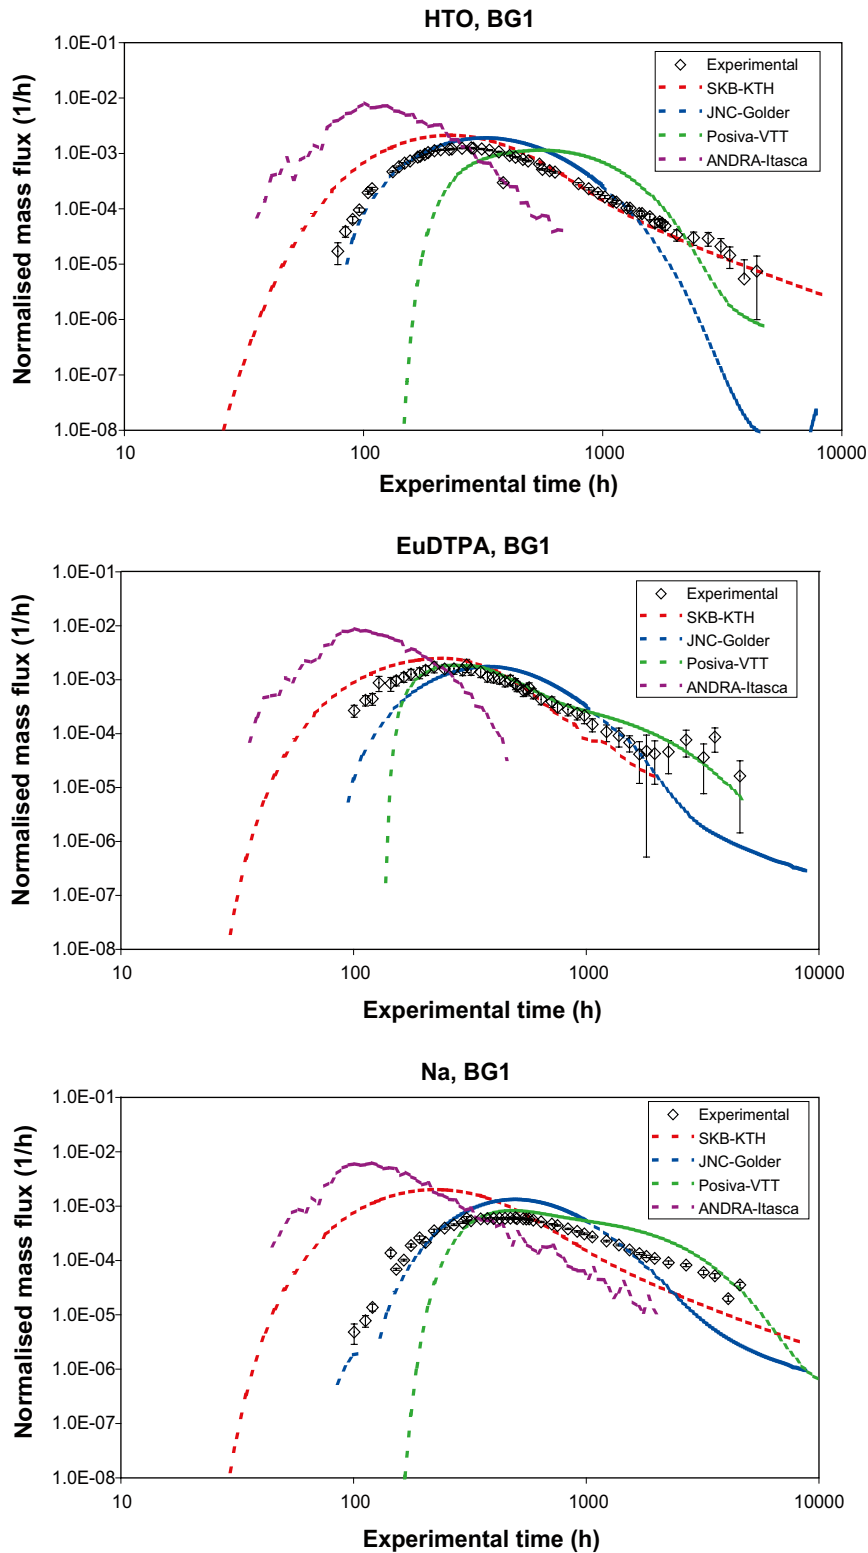 HTO, BG1
Normalised mass flux (1/h)
1.0E-01
1.0E-02
1.0E-03
1.0E-04
1.0E-05
1.0E-06
1.0E-07
1.0E-08
Experimental
SKB-KTH
JNC-Golder
Posiva-VTT
ANDRA-Itasca
10
100
1000
10000
Experimental time (h)
EuDTPA, BG1
Normalised mass flux (1/h)
1.0E-01
1.0E-02
1.0E-03
1.0E-04
1.0E-05
1.0E-06
1.0E-07
1.0E-08
Experimental
SKB-KTH
JNC-Golder
Posiva-VTT
ANDRA-Itasca
10
100
1000
10000
Experimental time (h)
Na, BG1
Normalised mass flux (1/h)
1.0E-01
1.0E-02
1.0E-03
1.0E-04
1.0E-05
1.0E-06
1.0E-07
1.0E-08
Experimental
SKB-KTH
JNC-Golder
Posiva-VTT
ANDRA-Itasca
10
100
1000
10000
Experimental time (h)